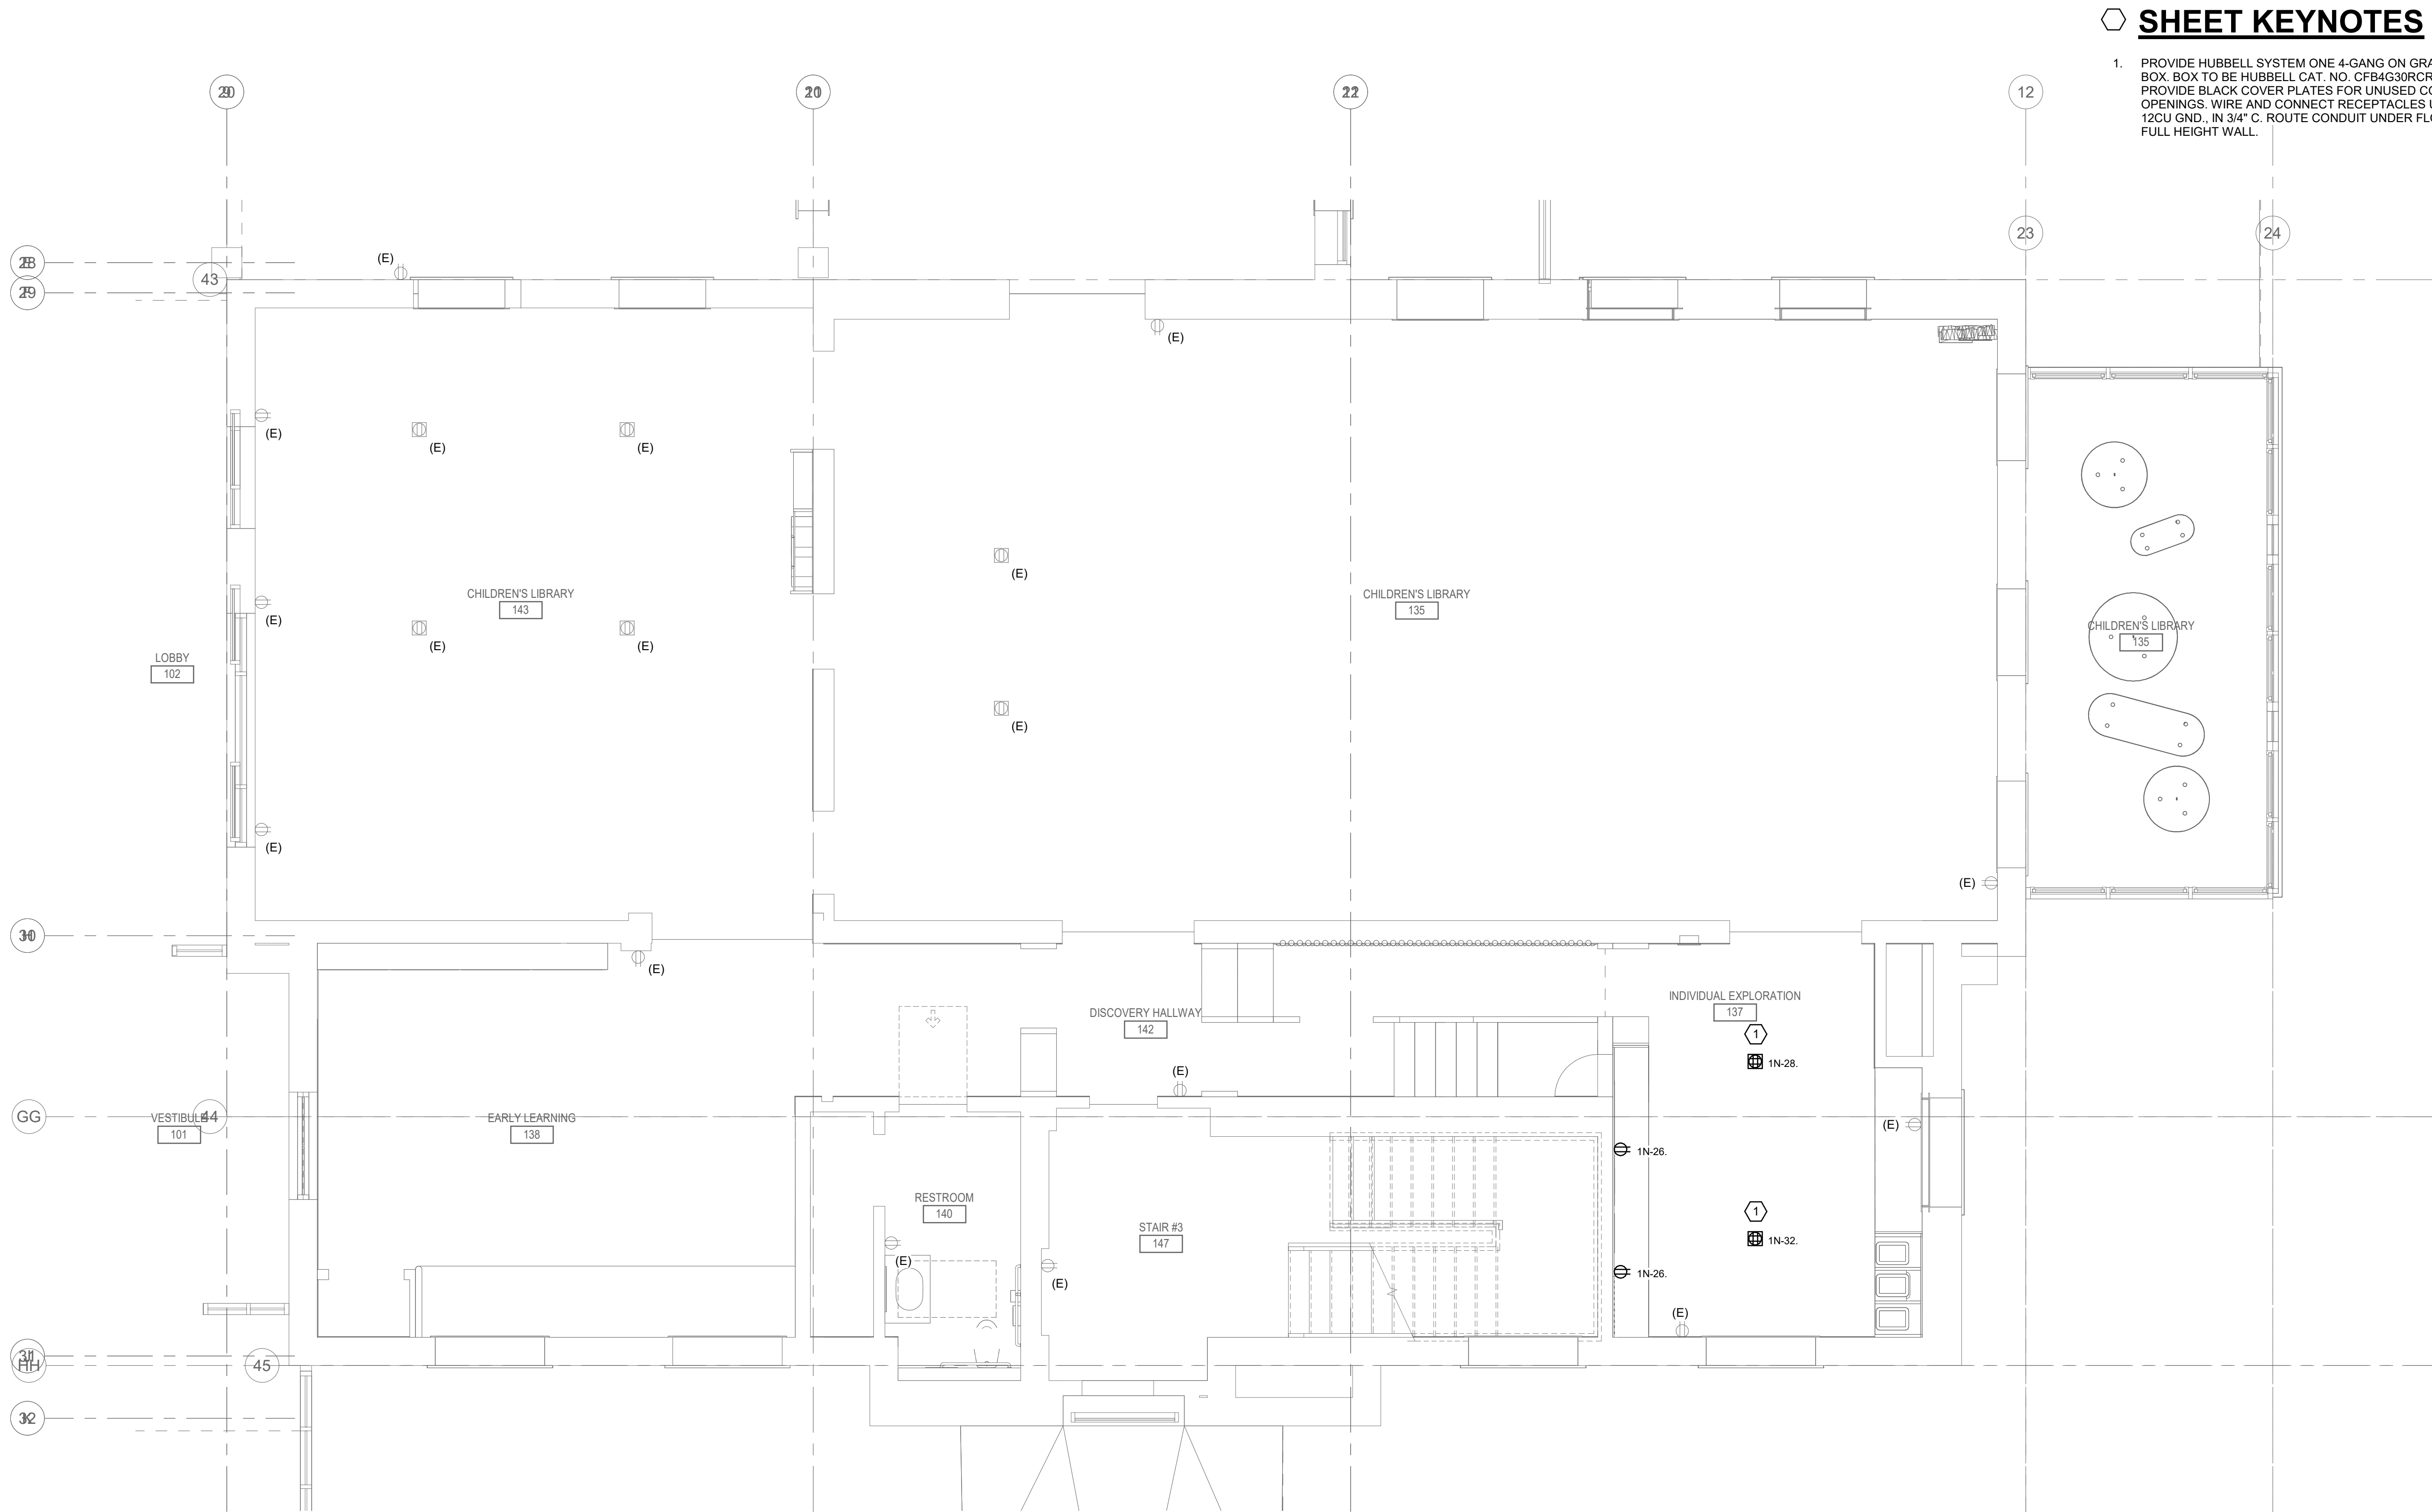 SHEET KEYNOTES
1. PROVIDE HUBBELL SYSTEM ONE 4-GANG ON GRA
BOX. BOX TO BE HUBBELL CAT. NO. CFB4G30RCR
PROVIDE BLACK COVER PLATES FOR UNUSED CO
OPENINGS. WIRE AND CONNECT RECEPTACLES U
12CU GND., IN 3/4" C. ROUTE CONDUIT UNDER FLO
FULL HEIGHT WALL.
12
23
24
(E)
43
(E)
(E)
(E)
(E)
(E)
CHILDREN'S LIBRARY
143
CHILDREN'S LIBRARY
135
(E)
(E)
(E)
(E)
CHILDREN'S LIBRARY
135
LOBBY
102
(E)
(E)
(E)
(E)
DISCOVERY HALLWAY
142
INDIVIDUAL EXPLORATION
137
1
1N-28.
(E)
GG
44
VESTIBULE
101
EARLY LEARNING
138
(E)
1N-26.
RESTROOM
140
STAIR #3
147
1
1N-32.
(E)
(E)
1N-26.
(E)
HH
45